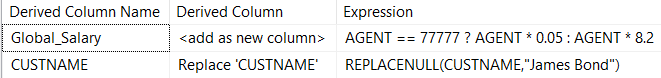 Derived Column Name Derived Column Expression
Global_Salary <add as new column> AGENT == 77777 ? AGENT * 0.05 : AGENT * 8.2
CUSTNAME Replace 'CUSTNAME' REPLACENULL(CUSTNAME,"James Bond")